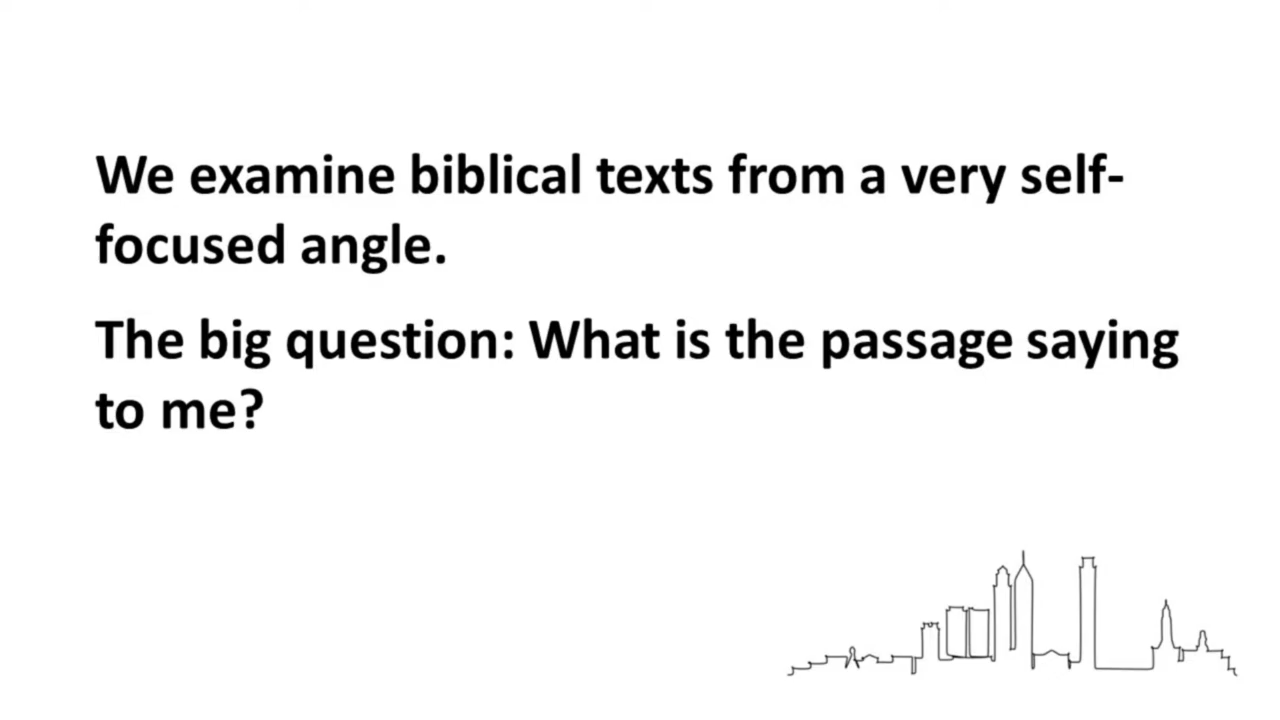 We examine biblical texts from a very self-
focused angle.
The big question: What is the passage saying
to me?